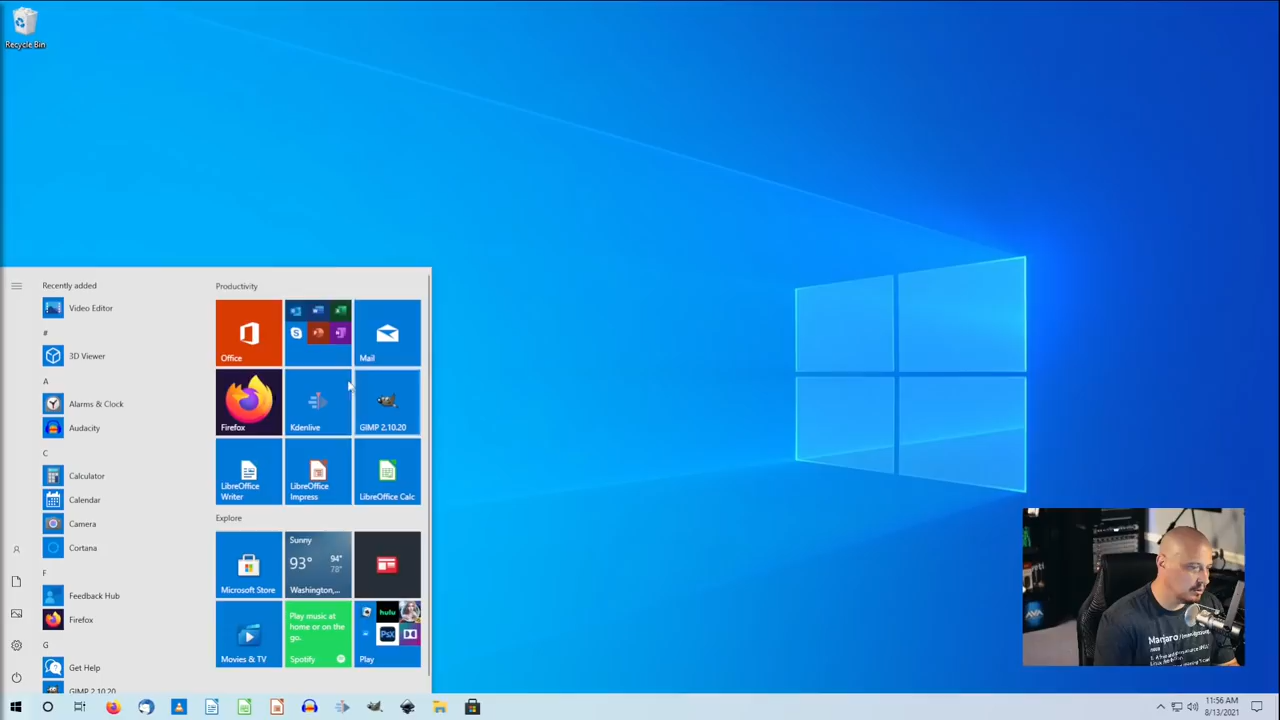 Recycle Bin
Recently added
Video Editor
#
3D Viewer
A
Alarms & Clock
Audacity
C
Calculator
Calendar
Camera
Cortana
F
Feedback Hub
Firefox
G
Get Help
GIMP 2.10.20
Productivity
Office
Mail
Firefox
Kdenlive
GIMP 2.10.20
LibreOffice
Writer
LibreOffice
Impress
LibreOffice Calc
Explore
Microsoft Store
Sunny
93°
94°
78°
Washington,...
Movies & TV
Play music at
home or on the
go.
Spotify
hulu
Play
Manjaro
11:56 AM
8/13/2021